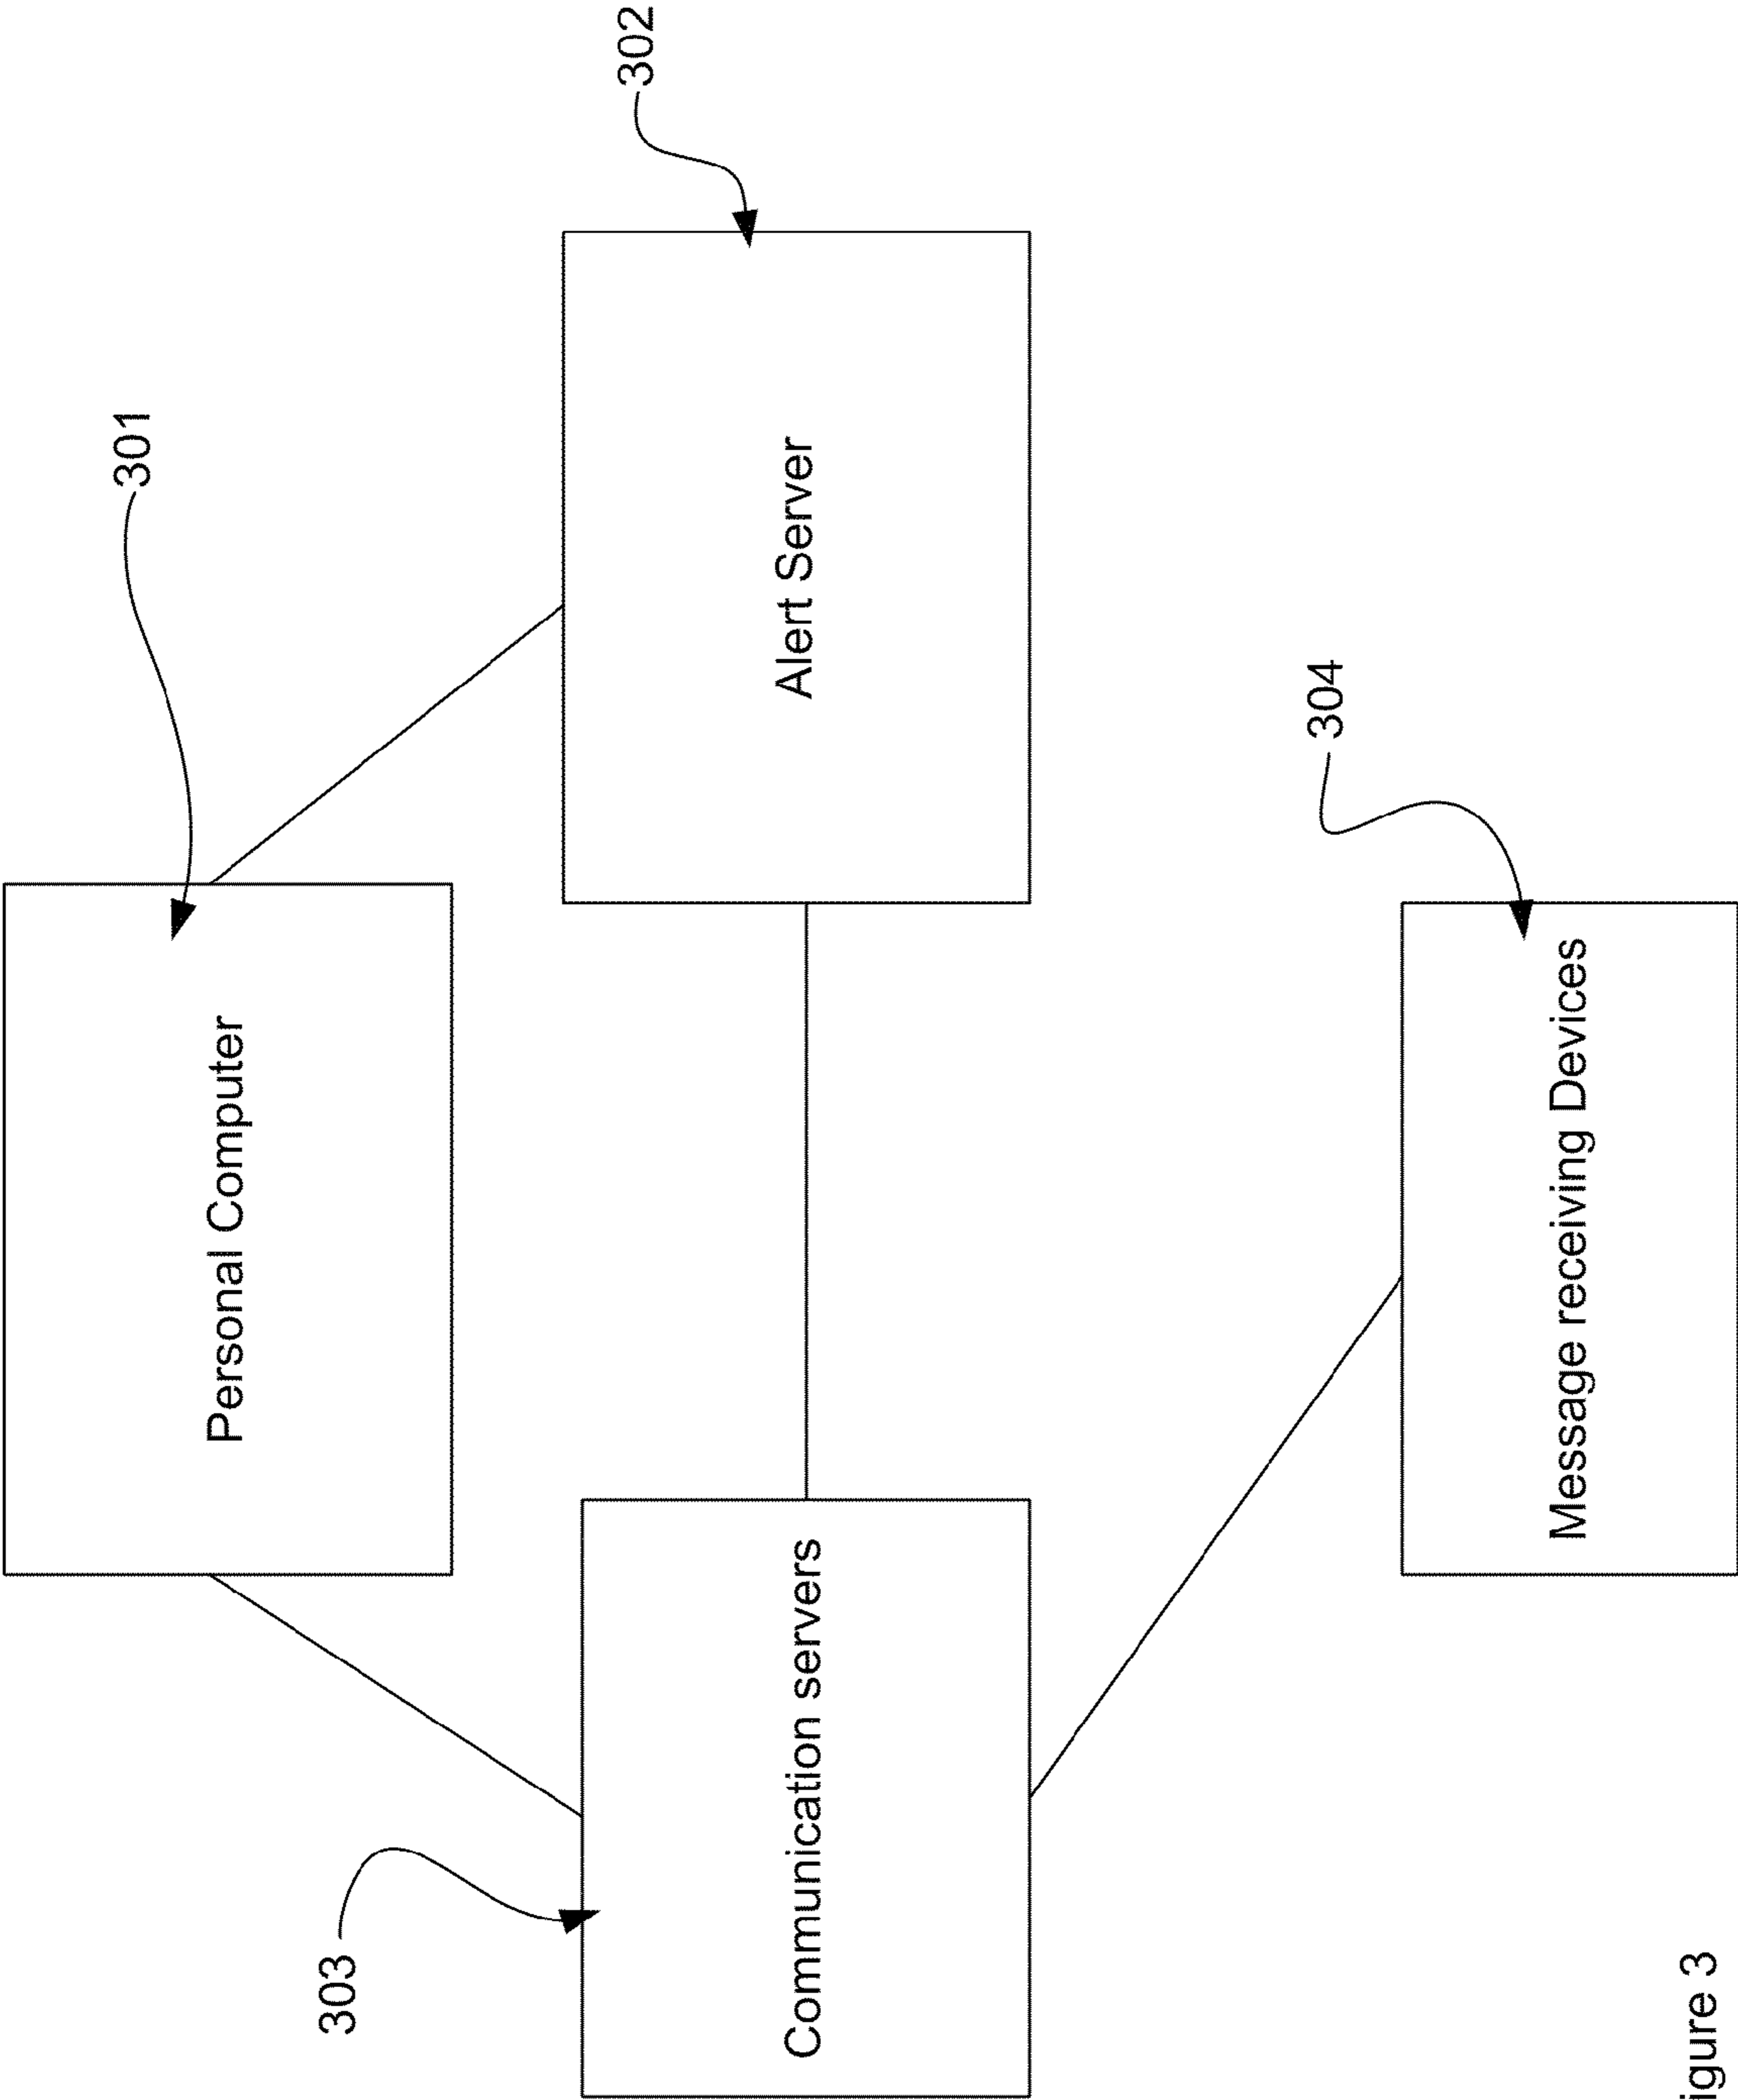 301
Personal Computer
302
303
Communication servers
Alert Server
304
Message receiving Devices
igure 3